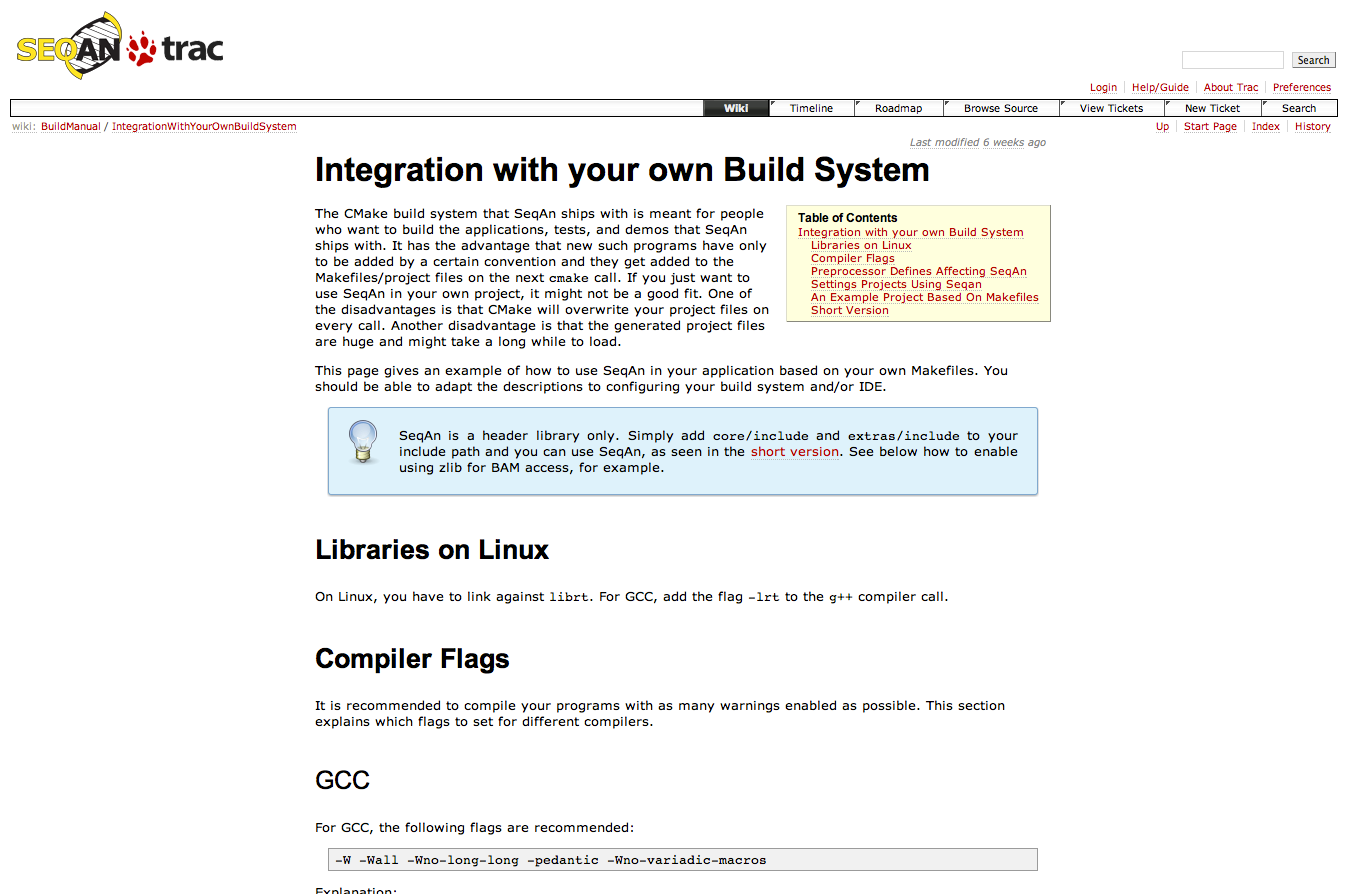 SEQAN trac
Search
Login Help/Guide About Trac Preferences
Wiki Timeline Roadmap Browse Source View Tickets New Ticket Search
wiki: BuildManual / IntegrationWithYourOwnBuildSystem
Up Start Page Index History
Last modified 6 weeks ago
Integration with your own Build System
The CMake build system that SeqAn ships with is meant for people
who want to build the applications, tests, and demos that SeqAn
ships with. It has the advantage that new such programs have only
to be added by a certain convention and they get added to the
Makefiles/project files on the next cmake call. If you just want to
use SeqAn in your own project, it might not be a good fit. One of
the disadvantages is that CMake will overwrite your project files on
every call. Another disadvantage is that the generated project files
are huge and might take a long while to load.
Table of Contents
Integration with your own Build System
Libraries on Linux
Compiler Flags
Preprocessor Defines Affecting SeqAn
Settings Projects Using Seqan
An Example Project Based On Makefiles
Short Version
This page gives an example of how to use SeqAn in your application based on your own Makefiles. You
should be able to adapt the descriptions to configuring your build system and/or IDE.
SeqAn is a header library only. Simply add core/include and extras/include to your
include path and you can use SeqAn, as seen in the short version. See below how to enable
using zlib for BAM access, for example.
Libraries on Linux
On Linux, you have to link against librt. For GCC, add the flag -lrt to the g++ compiler call.
Compiler Flags
It is recommended to compile your programs with as many warnings enabled as possible. This section
explains which flags to set for different compilers.
GCC
For GCC, the following flags are recommended:
-W -Wall -Wno-long-long -pedantic -Wno-variadic-macros
Explanation: